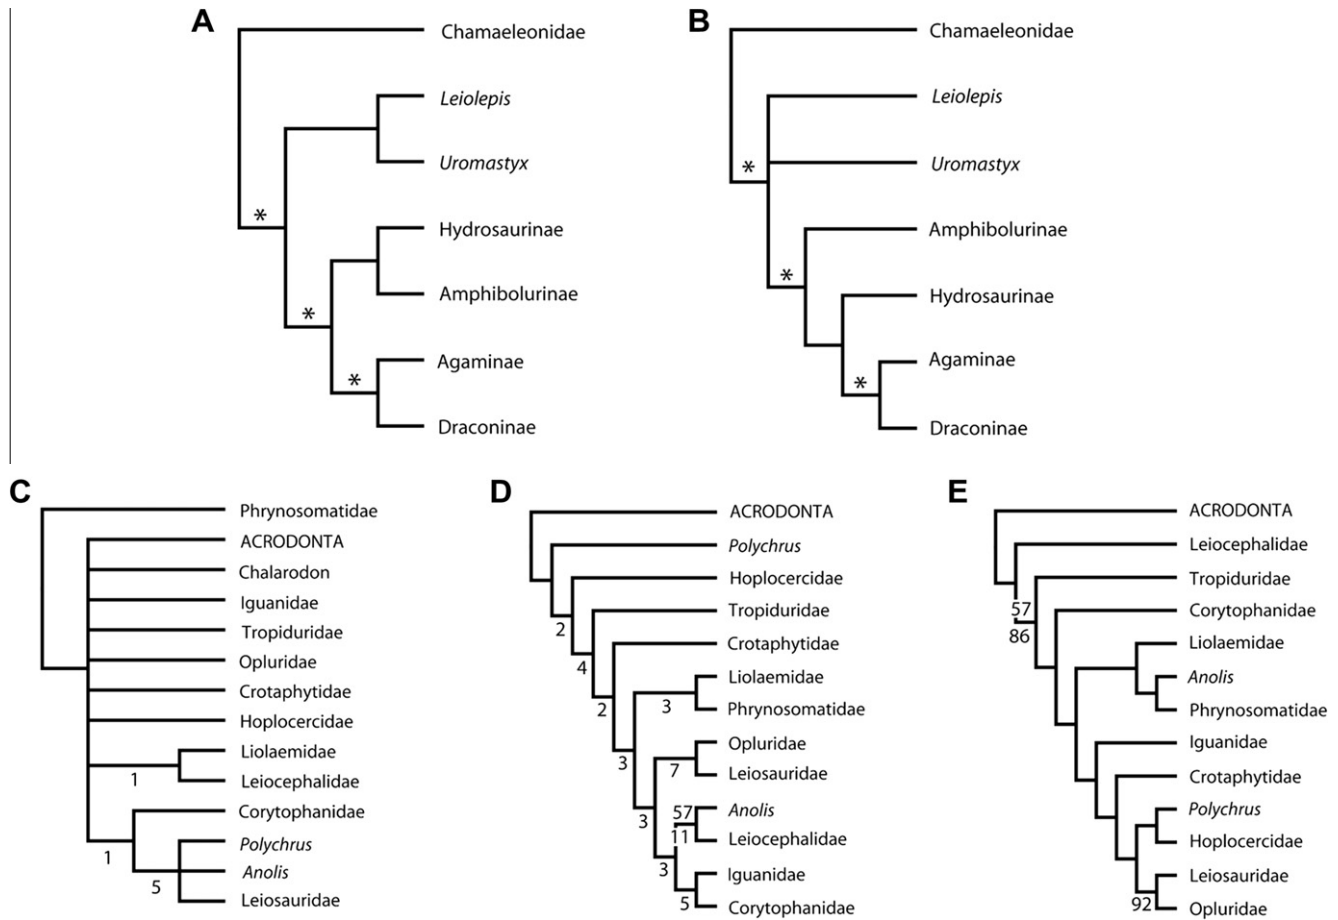 A
Chamaeleonidae
Leiolepis
Uromastyx
*
Hydrosaurinae
*
Amphibolurinae
Agaminae
*
Draconinae
B
Chamaeleonidae
Leiolepis
Uromastyx
*
Amphibolurinae
*
Hydrosaurinae
Agaminae
*
Draconinae
C
Phrynosomatidae
ACRODONTA
Chalarodon
Iguanidae
Tropiduridae
Opluridae
Crotaphytidae
Hoplocercidae
Liolaemidae
1
Leiocephalidae
Corytophanidae
Polychrus
1
Anolis
5
Leiosauridae
D
ACRODONTA
Polychrus
Hoplocercidae
Tropiduridae
2
Crotaphytidae
4
Liolaemidae
2
3
Phrynosomatidae
Opluridae
3
7
Leiosauridae
Anolis
57
3
11
Leiocephalidae
Iguanidae
3
5
Corytophanidae
E
ACRODONTA
Leiocephalidae
Tropiduridae
57
Corytophanidae
86
Liolaemidae
Anolis
Phrynosomatidae
Iguanidae
Crotaphytidae
Polychrus
Hoplocercidae
Leiosauridae
92
Opluridae